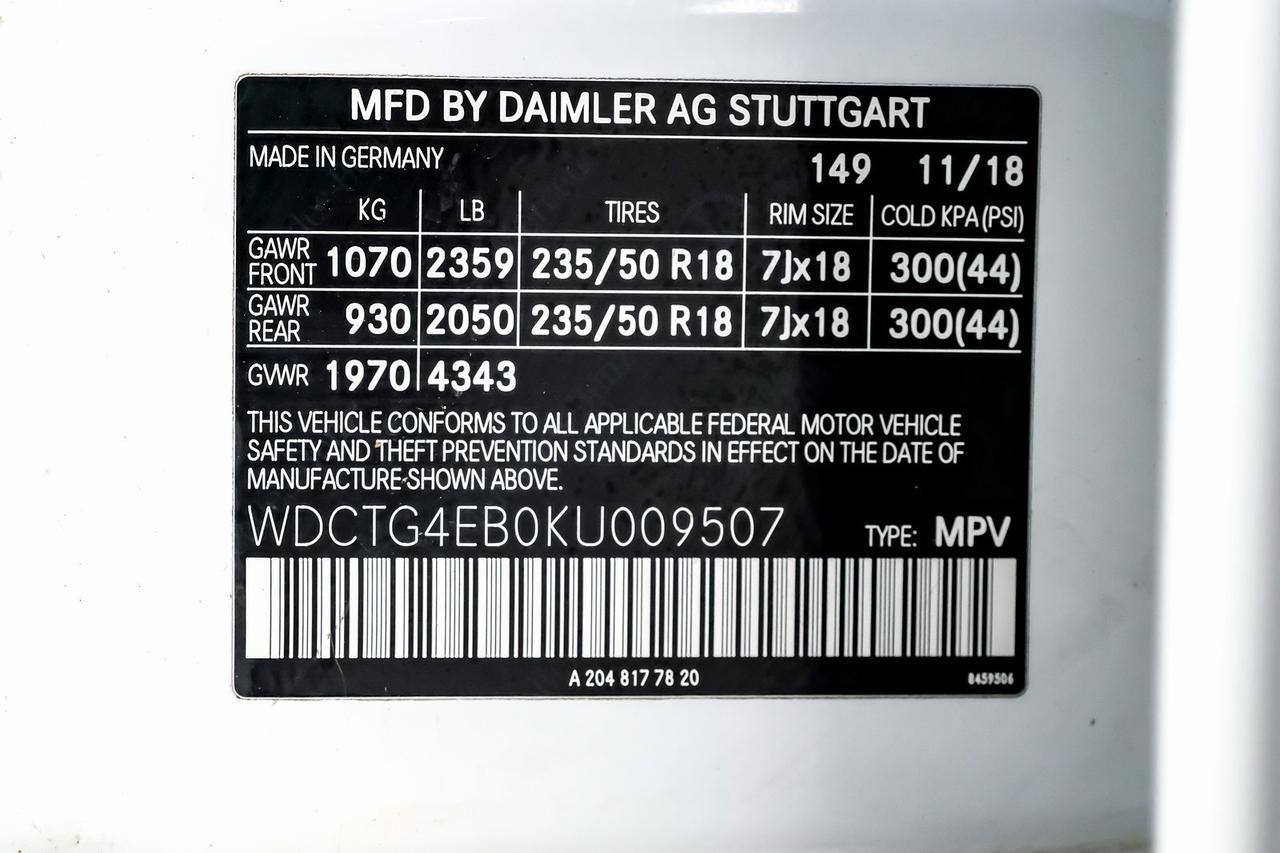 MFD BY DAIMLER AG STUTTGART
MADE IN GERMANY 149 11/18
KG LB TIRES RIM SIZE COLD KPA (PSI)
GAWR FRONT 1070 2359 235/50 R18 7Jx18 300(44)
GAWR REAR 930 2050 235/50 R18 7Jx18 300(44)
GVWR 1970 4343
THIS VEHICLE CONFORMS TO ALL APPLICABLE FEDERAL MOTOR VEHICLE
SAFETY AND THEFT PREVENTION STANDARDS IN EFFECT ON THE DATE OF
MANUFACTURE SHOWN ABOVE.
WDCTG4EB0KU009507 TYPE: MPV
A 204 817 78 20 8459506